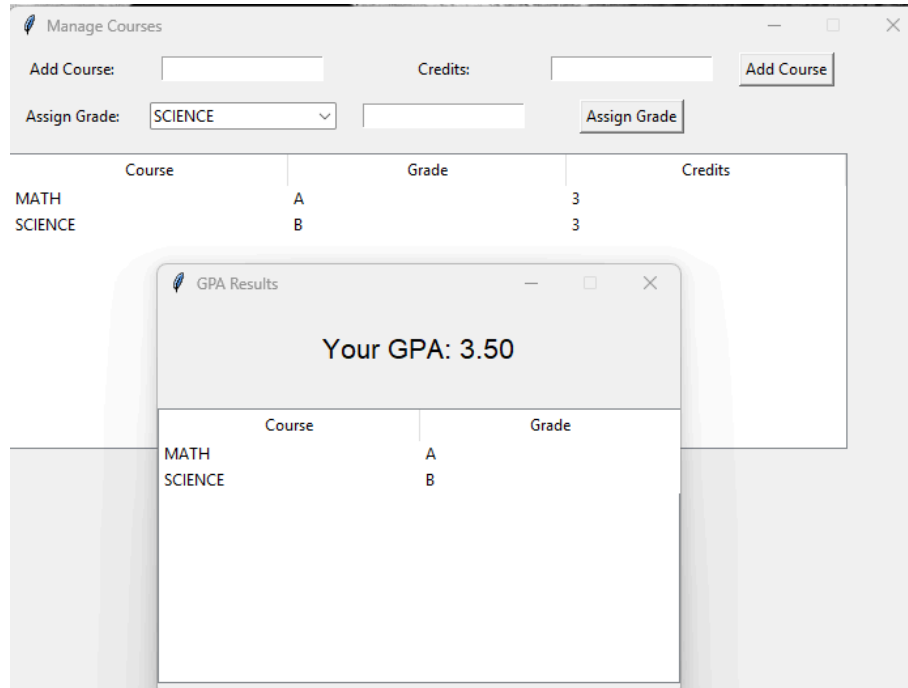 Manage Courses
Add Course: Credits: Add Course
Assign Grade: SCIENCE Assign Grade
Course Grade Credits
MATH A 3
SCIENCE B 3
GPA Results
Your GPA: 3.50
Course Grade
MATH A
SCIENCE B